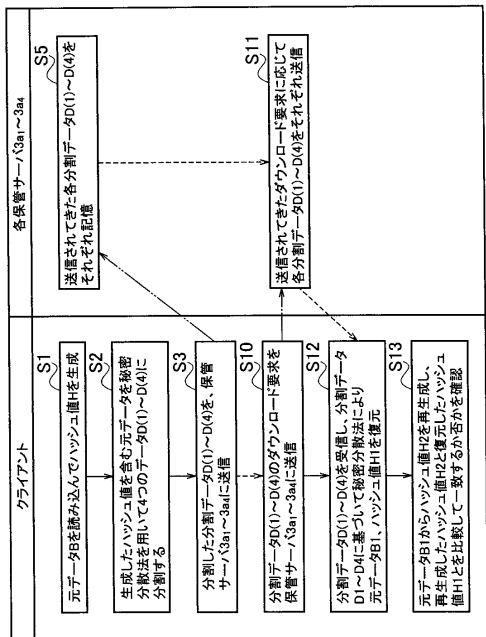 クライアント
各保管サーバ3a1～3a4
S1
元データBを読み込んでハッシュ値Hを生成
S2
生成したハッシュ値を含む元データを秘密
分散法を用いて4つのデータD(1)～D(4)に
分割する
S3
分割した分割データD(1)～D(4)を、保管
サーバ3a1～3a4に送信
S5
送信されてきた各分割データD(1)～D(4)を
それぞれ記憶
S10
分割データD(1)～D(4)のダウンロード要求を
保管サーバ3a1～3a4に送信
S11
送信されてきたダウンロード要求に応じて
各分割データD(1)～D(4)をそれぞれ送信
S12
分割データD(1)～D(4)を受信し、分割データ
D1～D4に基づいて秘密分散法により
元データB1、ハッシュ値H1を復元
S13
元データB1からハッシュ値H2を再生成し、
再生成したハッシュ値H2と復元したハッシュ
値H1とを比較して一致するか否かを確認